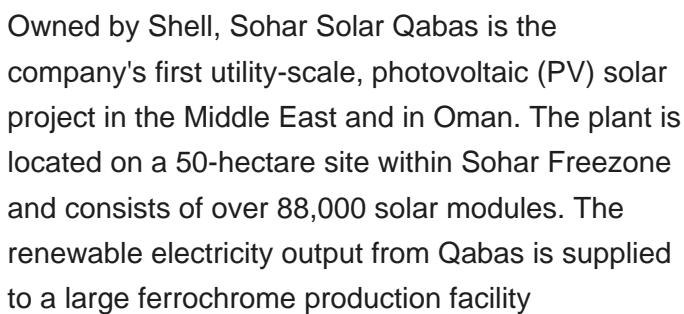 Owned by Shell, Sohar Solar Qabas is the
company's first utility-scale, photovoltaic (PV) solar
project in the Middle East and in Oman. The plant is
located on a 50-hectare site within Sohar Freezone
and consists of over 88,000 solar modules. The
renewable electricity output from Qabas is supplied
to a large ferrochrome production facility